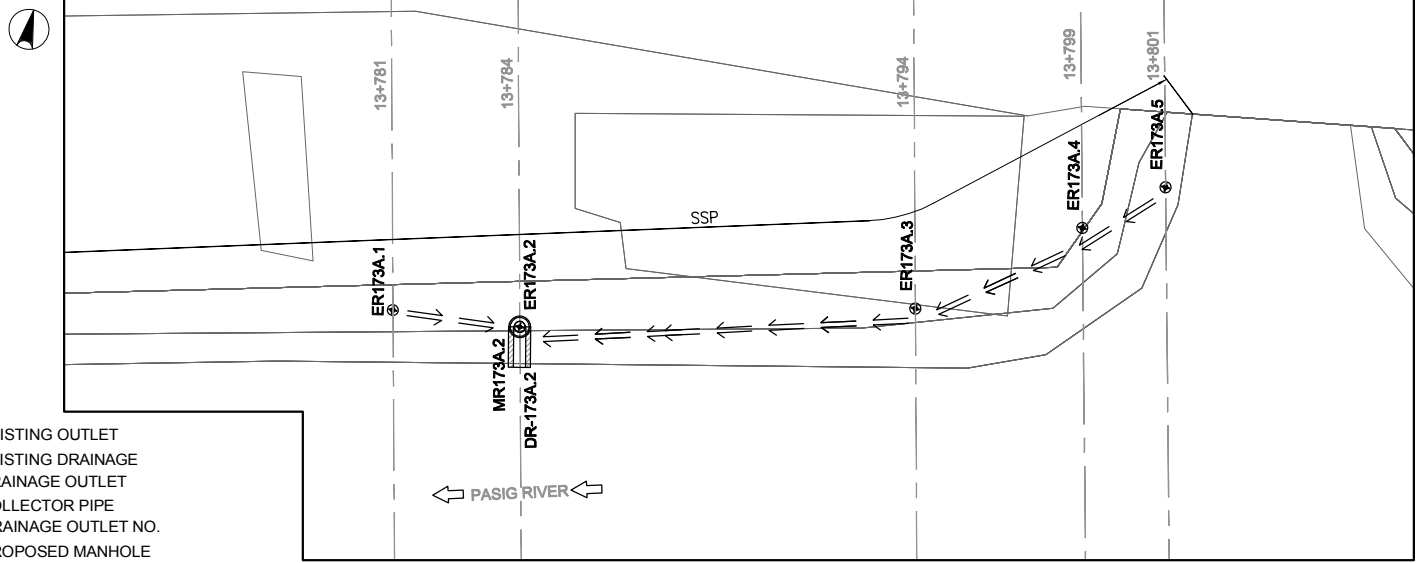 13+781
13+784
13+794
13+799
13+801
ER173A.5
ER173A.4
SSP
ER173A.3
ER173A.1
ER173A.2
MR173A.2
DR-173A.2
PASIG RIVER
ISTING OUTLET
ISTING DRAINAGE
RAINAGE OUTLET
OLLECTOR PIPE
RAINAGE OUTLET NO.
ROPOSED MANHOLE